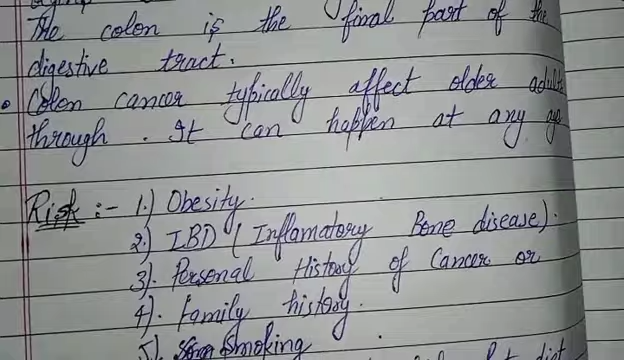 The colon is the final part of the
digestive tract.
• Colon cancer typically affect older adults
through. It can happen at any age
Risk :- 1.) Obesity.
2.) IBD (Inflamatory Bone disease).
3). Personal History of Cancer or
4). Family history.
5). Smoking